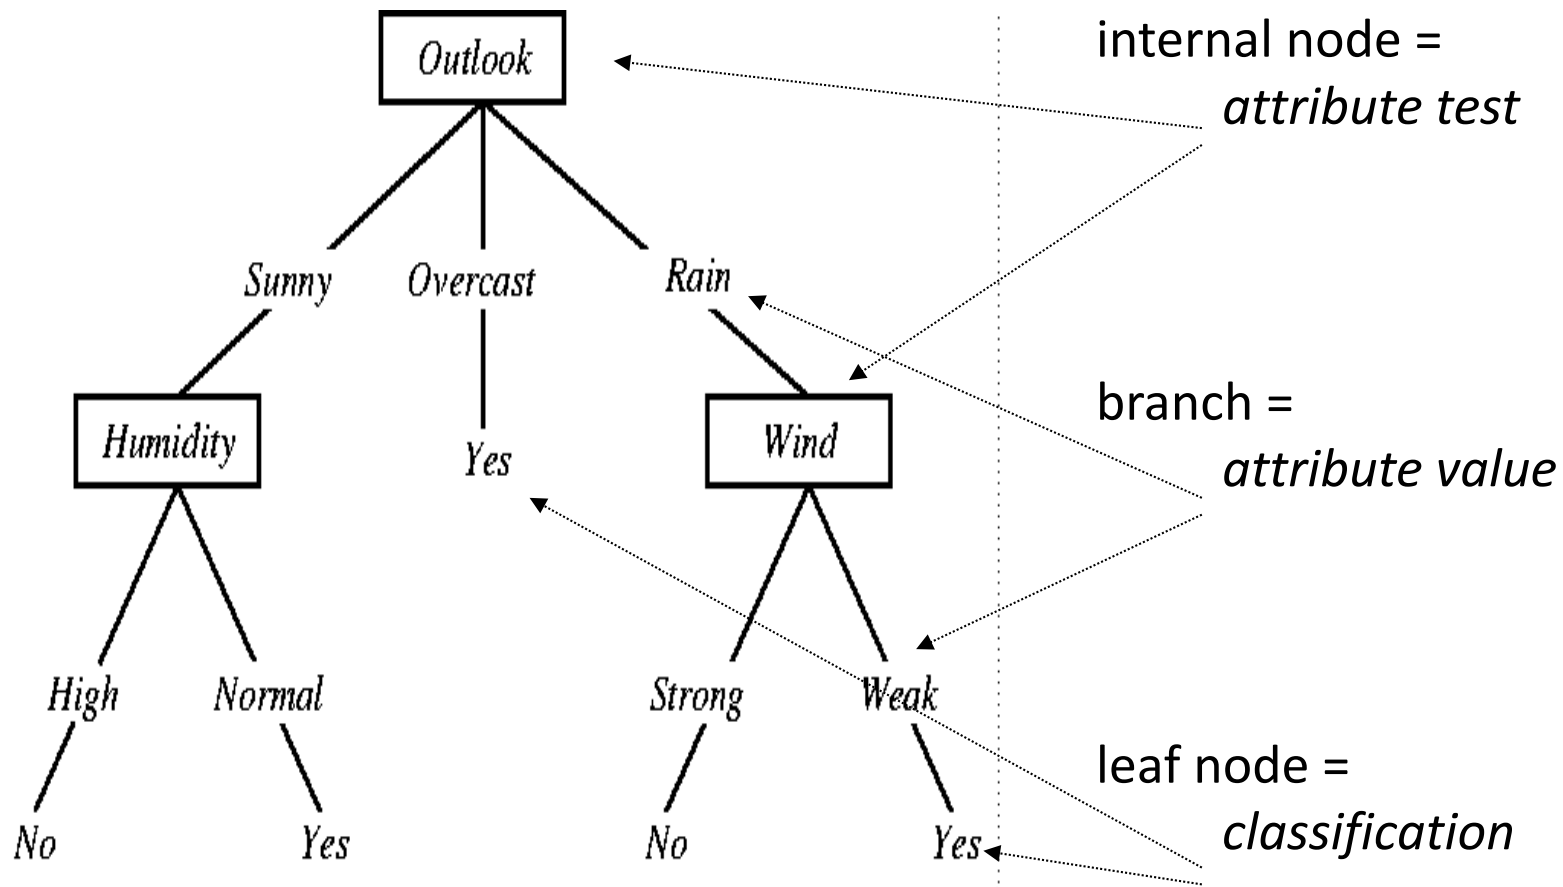 Outlook
internal node =
attribute test
Sunny Overcast Rain
Humidity Yes Wind
branch =
attribute value
High Normal Strong Weak
No Yes No Yes
leaf node =
classification